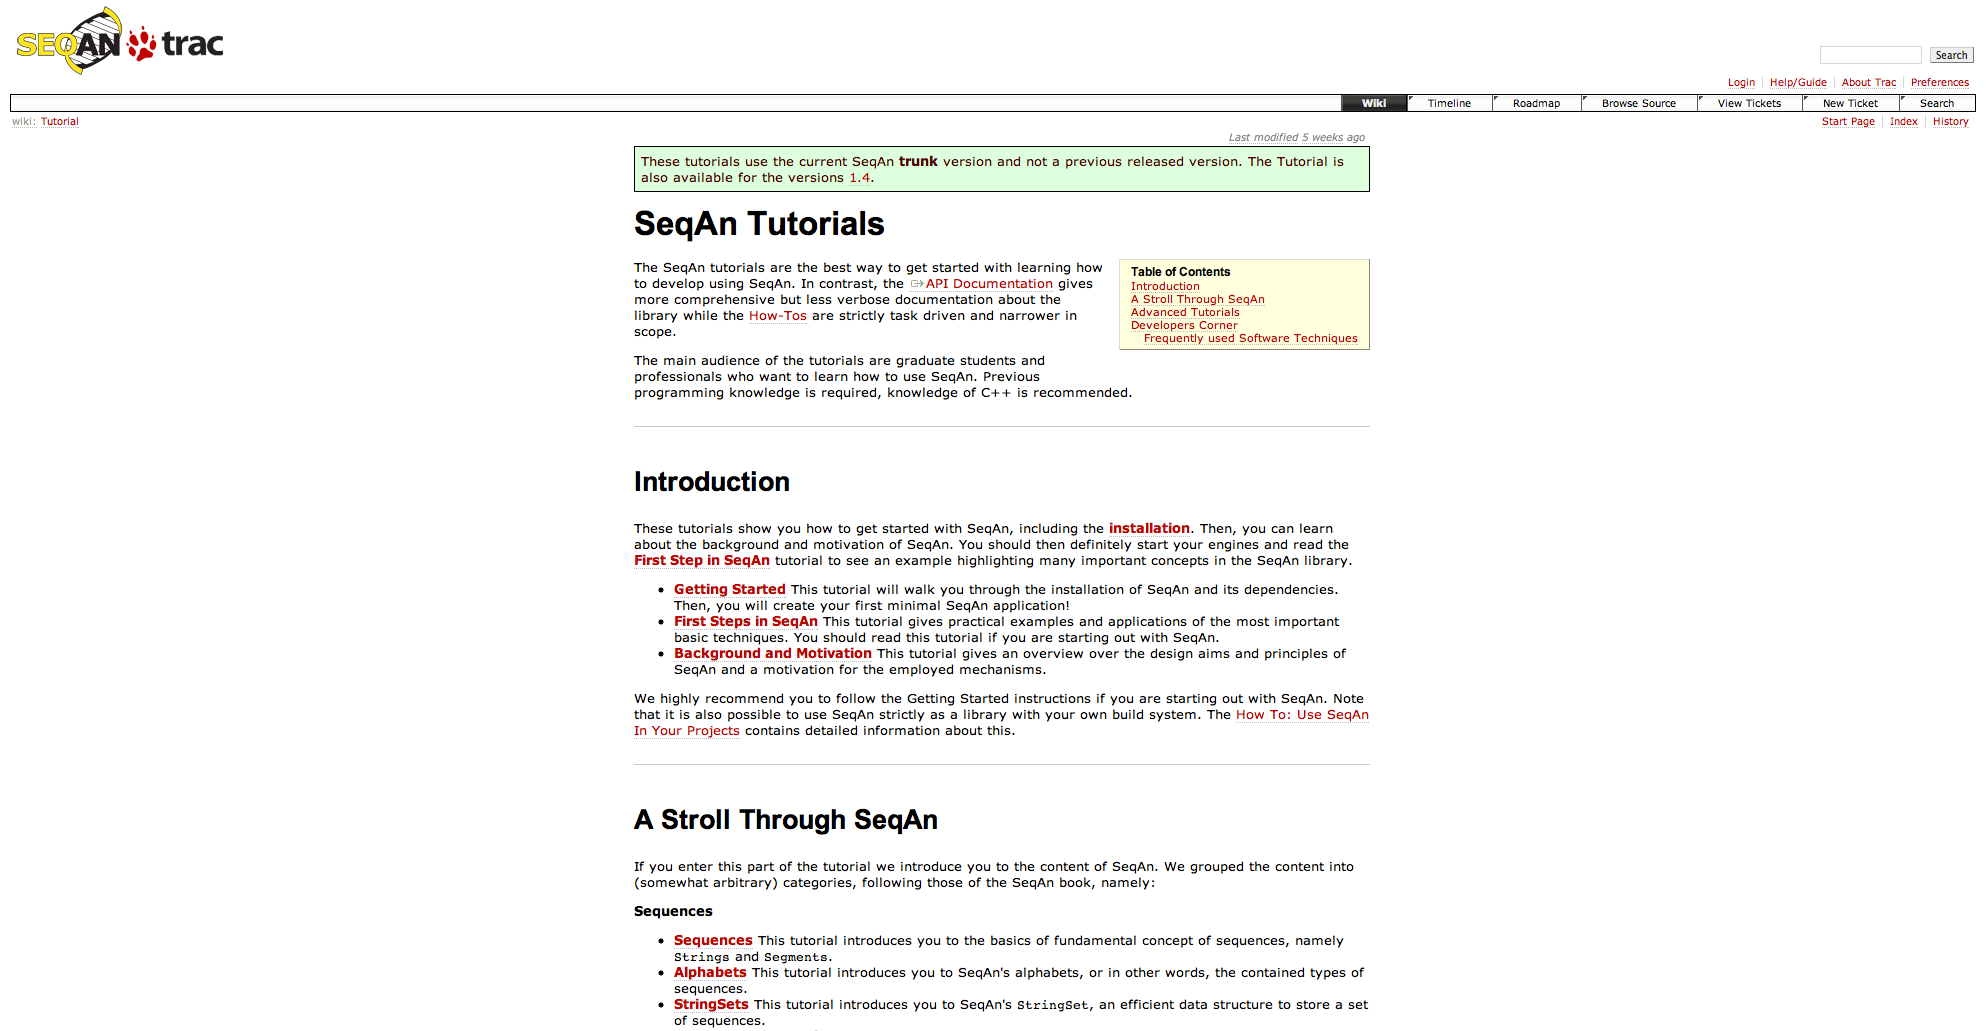 SEQAN trac
Search
Login Help/Guide About Trac Preferences
Wiki Timeline Roadmap Browse Source View Tickets New Ticket Search
wiki: Tutorial
Start Page Index History
Last modified 5 weeks ago
These tutorials use the current SeqAn trunk version and not a previous released version. The Tutorial is
also available for the versions 1.4.
SeqAn Tutorials
The SeqAn tutorials are the best way to get started with learning how
to develop using SeqAn. In contrast, the API Documentation gives
more comprehensive but less verbose documentation about the
library while the How-Tos are strictly task driven and narrower in
scope.
Table of Contents
Introduction
A Stroll Through SeqAn
Advanced Tutorials
Developers Corner
Frequently used Software Techniques
The main audience of the tutorials are graduate students and
professionals who want to learn how to use SeqAn. Previous
programming knowledge is required, knowledge of C++ is recommended.
Introduction
These tutorials show you how to get started with SeqAn, including the installation. Then, you can learn
about the background and motivation of SeqAn. You should then definitely start your engines and read the
First Step in SeqAn tutorial to see an example highlighting many important concepts in the SeqAn library.
• Getting Started This tutorial will walk you through the installation of SeqAn and its dependencies.
Then, you will create your first minimal SeqAn application!
• First Steps in SeqAn This tutorial gives practical examples and applications of the most important
basic techniques. You should read this tutorial if you are starting out with SeqAn.
• Background and Motivation This tutorial gives an overview over the design aims and principles of
SeqAn and a motivation for the employed mechanisms.
We highly recommend you to follow the Getting Started instructions if you are starting out with SeqAn. Note
that it is also possible to use SeqAn strictly as a library with your own build system. The How To: Use SeqAn
In Your Projects contains detailed information about this.
A Stroll Through SeqAn
If you enter this part of the tutorial we introduce you to the content of SeqAn. We grouped the content into
(somewhat arbitrary) categories, following those of the SeqAn book, namely:
Sequences
• Sequences This tutorial introduces you to the basics of fundamental concept of sequences, namely
Strings and Segments.
• Alphabets This tutorial introduces you to SeqAn's alphabets, or in other words, the contained types of
sequences.
• StringSets This tutorial introduces you to SeqAn's StringSet, an efficient data structure to store a set
of sequences.